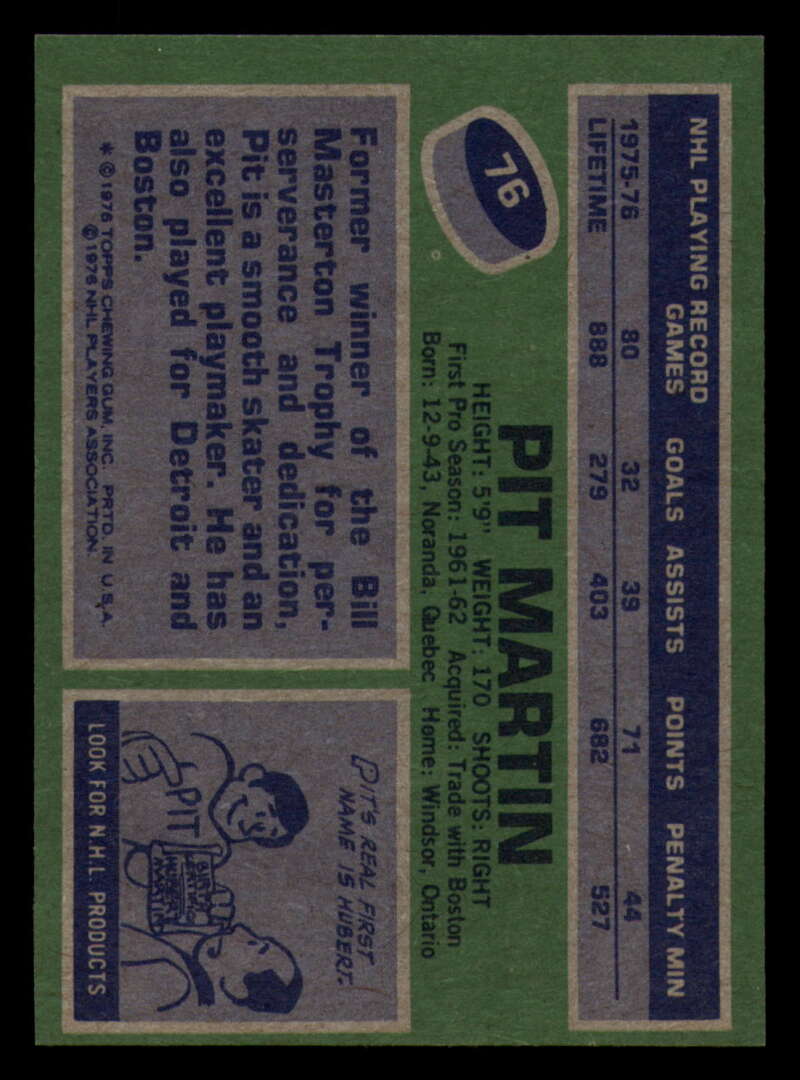 NHL PLAYING RECORD
GAMES GOALS ASSISTS POINTS PENALTY MIN
1975-76 80 32 39 71 44
LIFETIME 888 279 403 682 527
76
PIT MARTIN
HEIGHT: 5'9" WEIGHT: 170 SHOOTS: RIGHT
First Pro Season: 1961-62 Acquired: Trade with Boston
Born: 12-9-43, Noranda, Quebec Home: Windsor, Ontario
Former winner of the Bill
Masterton Trophy for per-
serverance and dedication,
Pit is a smooth skater and an
excellent playmaker. He has
also played for Detroit and
Boston.
* ©1976 TOPPS CHEWING GUM, INC. PRTD. IN U.S.A.
©1976 NHL PLAYERS ASSOCIATION.
PIT'S REAL FIRST
NAME IS HUBERT.
PIT
BIRTH
CERTIFICATE
HUBERT
MARTIN
LOOK FOR N.H.L. PRODUCTS